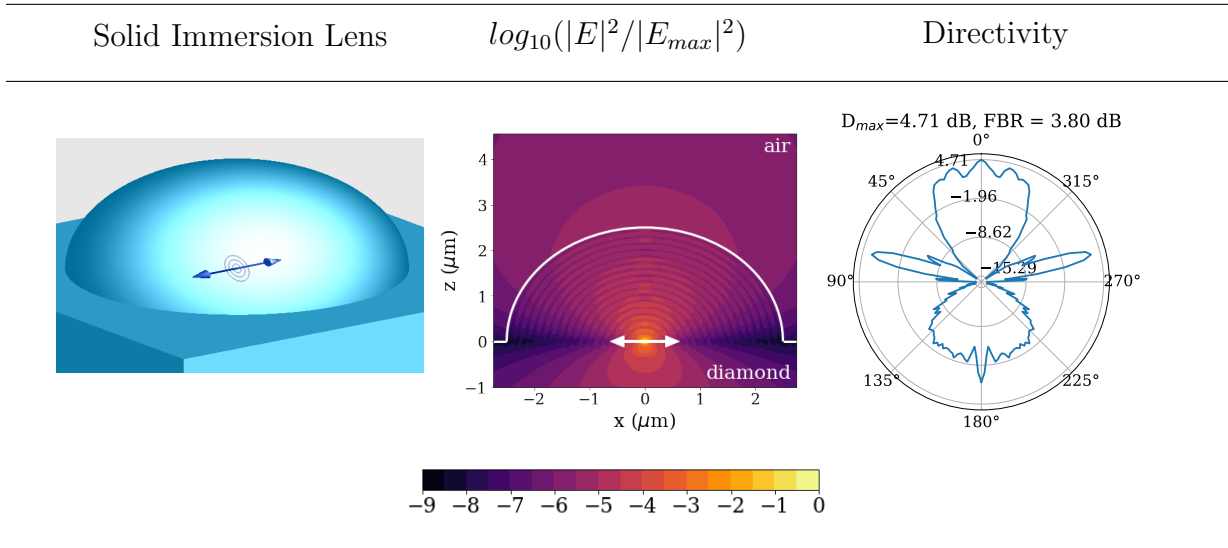 Solid Immersion Lens log₁₀(|E|²/|Eₘₐₓ|²) Directivity
Dₘₐₓ=4.71 dB, FBR = 3.80 dB
0°
45°
315°
90°
270°
135°
225°
180°
4.71
−1.96
−8.62
−15.29
air
diamond
z (μm)
4
3
2
1
0
−1
−2 −1 0 1 2
x (μm)
−9 −8 −7 −6 −5 −4 −3 −2 −1 0